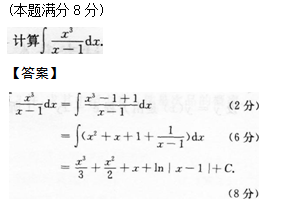 (本题满分8分)
计算∫ x³/(x−1) dx.
【答案】
x³/(x−1) dx = ∫ (x³−1+1)/(x−1) dx (2分)
= ∫(x²+x+1+ 1/(x−1))dx (6分)
= x³/3 + x²/2 + x + ln | x−1 | + C.
(8分)